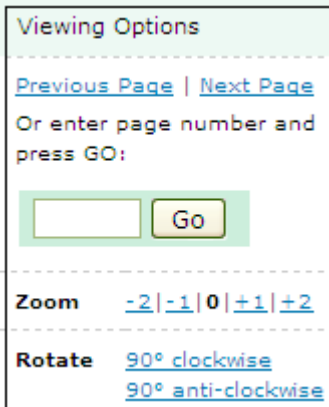 Viewing Options
Previous Page | Next Page
Or enter page number and
press GO:
Go
Zoom -2|-1|0|+1|+2
Rotate 90° clockwise
90° anti-clockwise